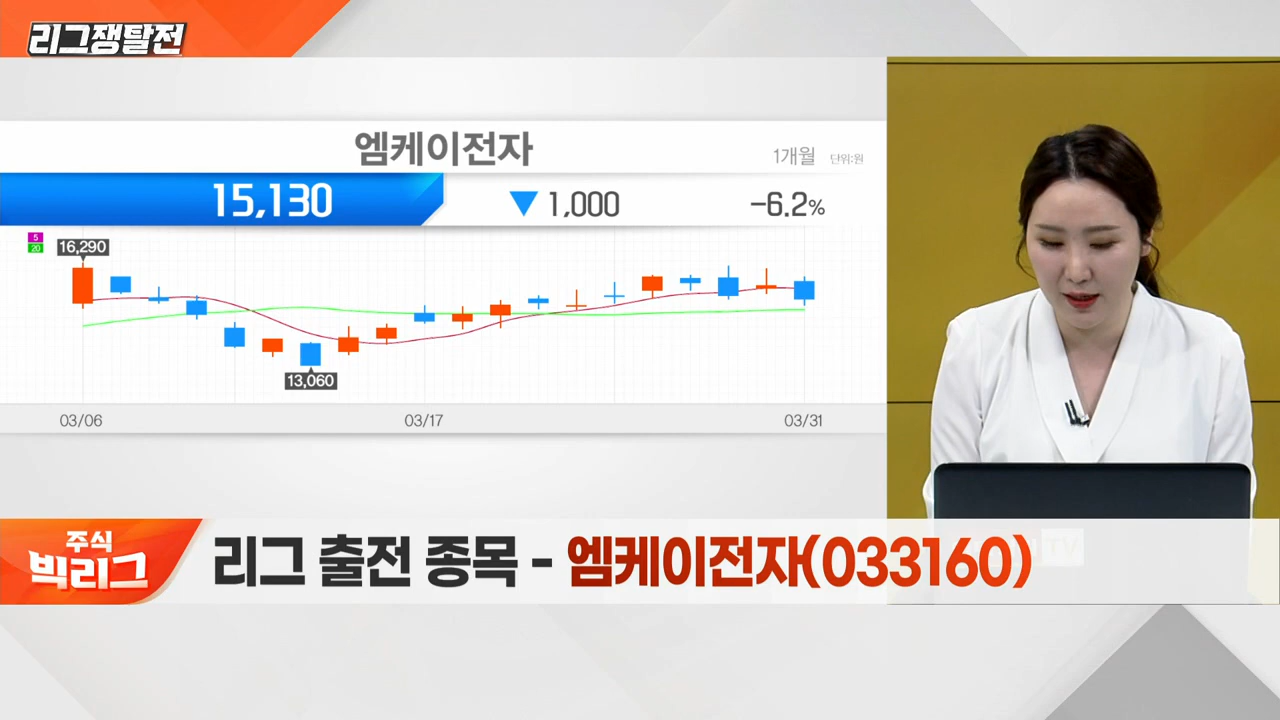 리그쟁탈전
엠케이전자
1개월 단위:원
15,130 ▼ 1,000 -6.2%
5
20
16,290
13,060
03/06 03/17 03/31
주식
빅리그
리그 출전 종목 - 엠케이전자(033160)
TV